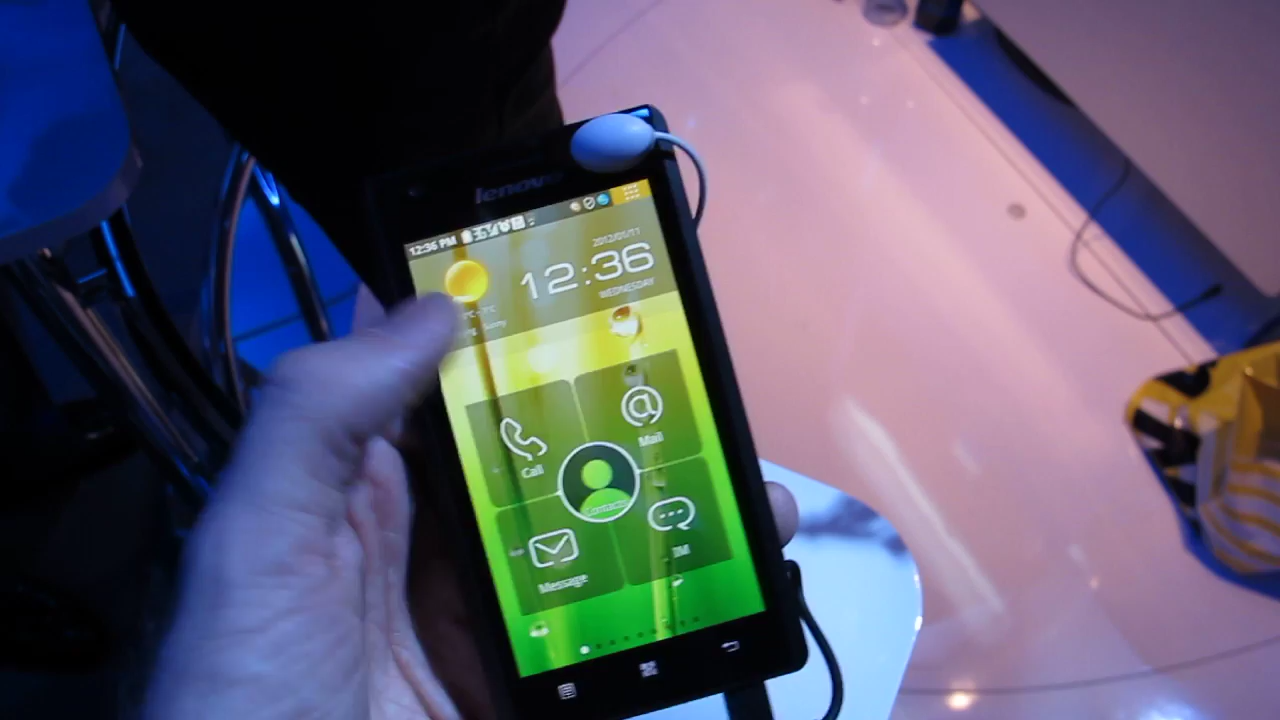 lenovo
12:36 PM
2012/01/11
12:36
WEDNESDAY
Call
Mail
Contacts
Message
IM